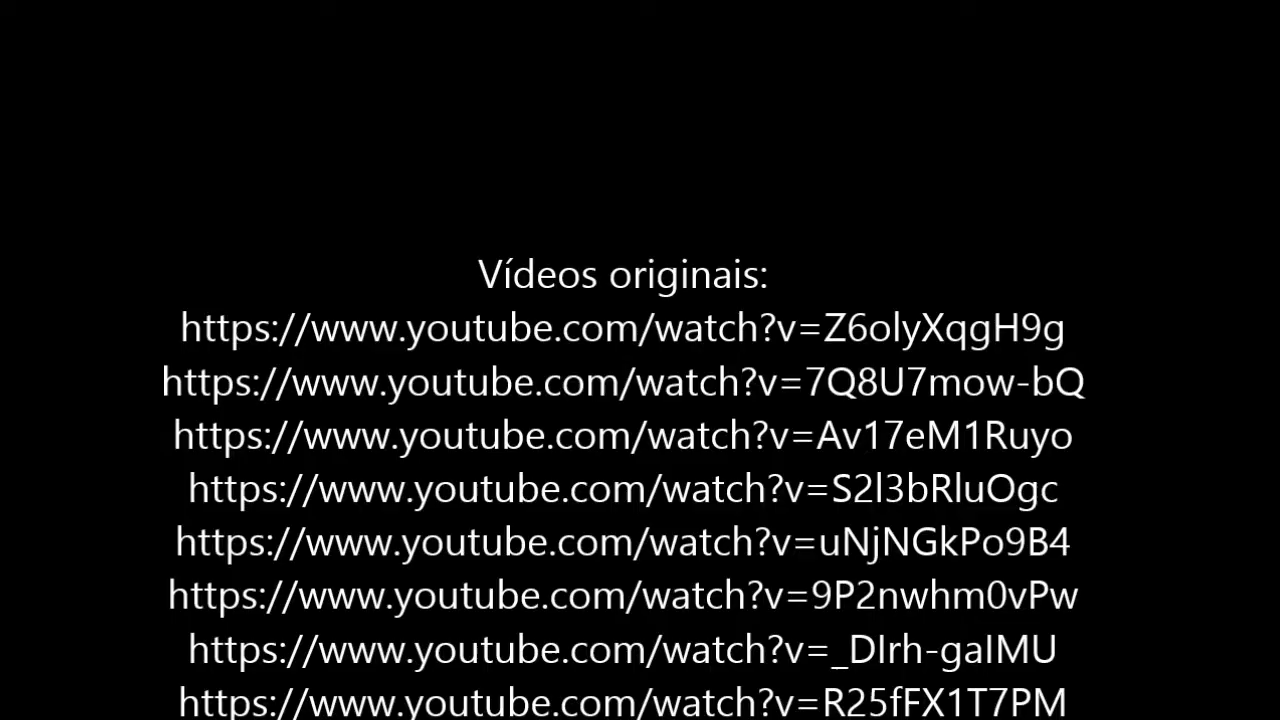 Vídeos originais:
https://www.youtube.com/watch?v=Z6olyXqgH9g
https://www.youtube.com/watch?v=7Q8U7mow-bQ
https://www.youtube.com/watch?v=Av17eM1Ruyo
https://www.youtube.com/watch?v=S2l3bRluOgc
https://www.youtube.com/watch?v=uNjNGkPo9B4
https://www.youtube.com/watch?v=9P2nwhm0vPw
https://www.youtube.com/watch?v=_DIrh-gaIMU
https://www.youtube.com/watch?v=R25fFX1T7PM